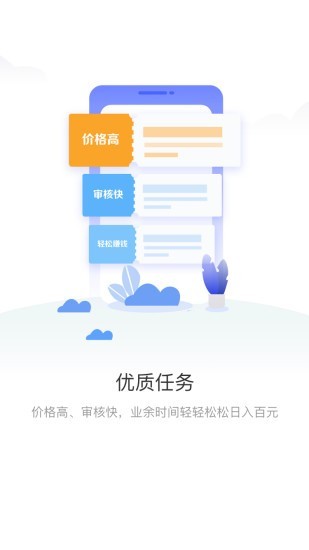 价格高
审核快
轻松赚钱
优质任务
价格高、审核快，业余时间轻轻松松日入百元